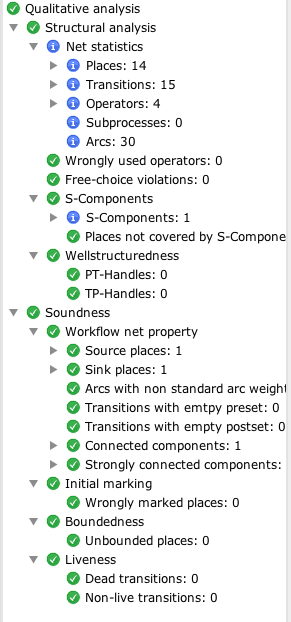 Qualitative analysis
Structural analysis
Net statistics
Places: 14
Transitions: 15
Operators: 4
Subprocesses: 0
Arcs: 30
Wrongly used operators: 0
Free-choice violations: 0
S-Components
S-Components: 1
Places not covered by S-Compone
Wellstructuredness
PT-Handles: 0
TP-Handles: 0
Soundness
Workflow net property
Source places: 1
Sink places: 1
Arcs with non standard arc weight
Transitions with emtpy preset: 0
Transitions with empty postset: 0
Connected components: 1
Strongly connected components:
Initial marking
Wrongly marked places: 0
Boundedness
Unbounded places: 0
Liveness
Dead transitions: 0
Non-live transitions: 0